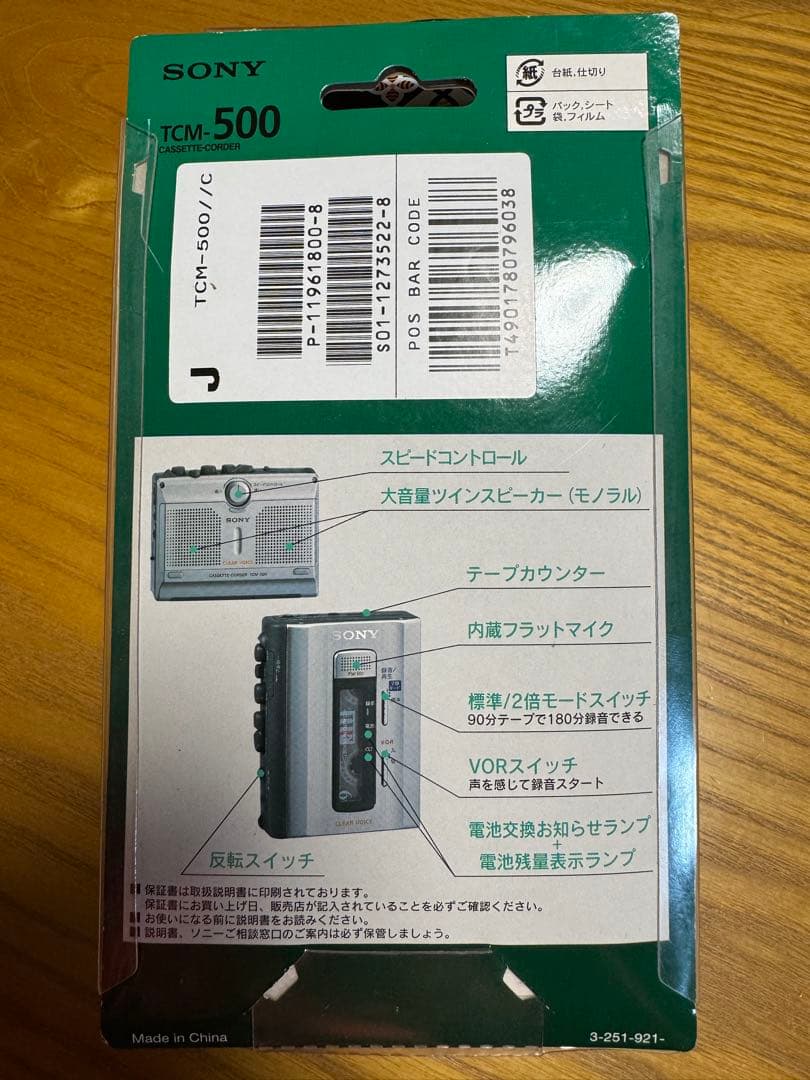 SONY
TCM-500
CASSETTE-CORDER
紙
台紙、仕切り
プラ
パック、シート
袋、フィルム
J
TCM-500//C
P-11961800-8
S01-1273522-8
POS BAR CODE
T4901780796038
スピードコントロール
大音量ツインスピーカー(モノラル)
SONY
CLEAR VOICE
テープカウンター
SONY
内蔵フラットマイク
録音/
再生
標準/2倍モードスイッチ
90分テープで180分録音できる
VOR
VORスイッチ
声を感じて録音スタート
CLEAR VOICE
電池交換お知らせランプ
+
電池残量表示ランプ
反転スイッチ
■ 保証書は取扱説明書に印刷されております。
保証書にお買い上げ日、販売店が記入されていることを必ずご確認ください。
■ お使いになる前に説明書をお読みください。
■ 説明書、ソニーご相談窓口のご案内は必ず保管しましょう。
Made in China
3-251-921-